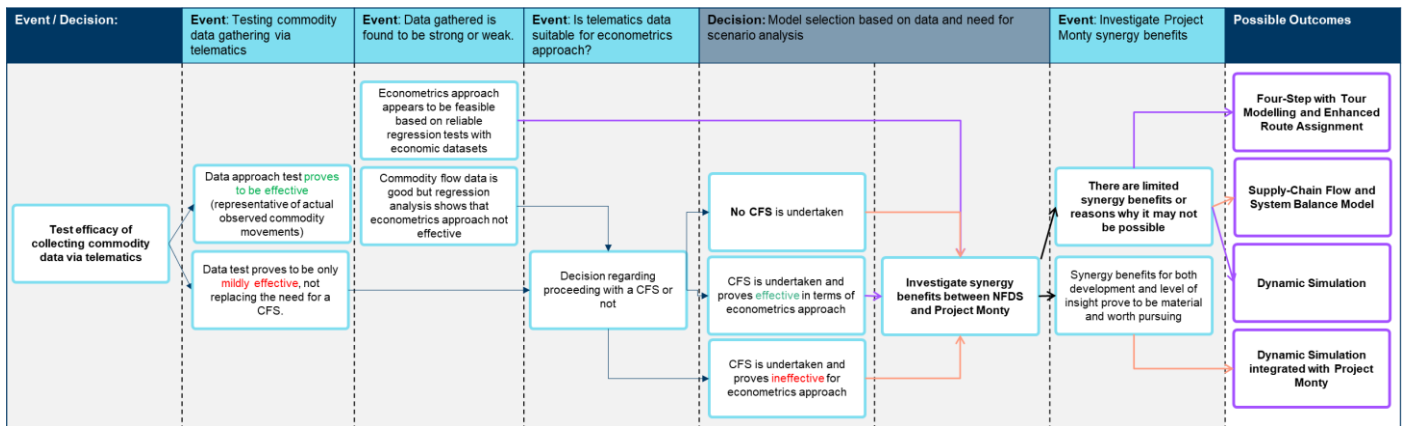 Event / Decision:
Event: Testing commodity
data gathering via
telematics
Event: Data gathered is
found to be strong or weak.
Event: Is telematics data
suitable for econometrics
approach?
Decision: Model selection based on data and need for
scenario analysis
Event: Investigate Project
Monty synergy benefits
Possible Outcomes
Test efficacy of
collecting commodity
data via telematics
Data approach test proves
to be effective
(representative of actual
observed commodity
movements)
Data test proves to be only
mildly effective, not
replacing the need for a
CFS.
Econometrics approach
appears to be feasible
based on reliable
regression tests with
economic datasets
Commodity flow data is
good but regression
analysis shows that
econometrics approach not
effective
Decision regarding
proceeding with a CFS or
not
No CFS is undertaken
CFS is undertaken and
proves effective in terms of
econometrics approach
CFS is undertaken and
proves ineffective for
econometrics approach
Investigate synergy
benefits between NFDS
and Project Monty
There are limited
synergy benefits or
reasons why it may not
be possible
Synergy benefits for both
development and level of
insight prove to be material
and worth pursuing
Four-Step with Tour
Modelling and Enhanced
Route Assignment
Supply-Chain Flow and
System Balance Model
Dynamic Simulation
Dynamic Simulation
integrated with Project
Monty